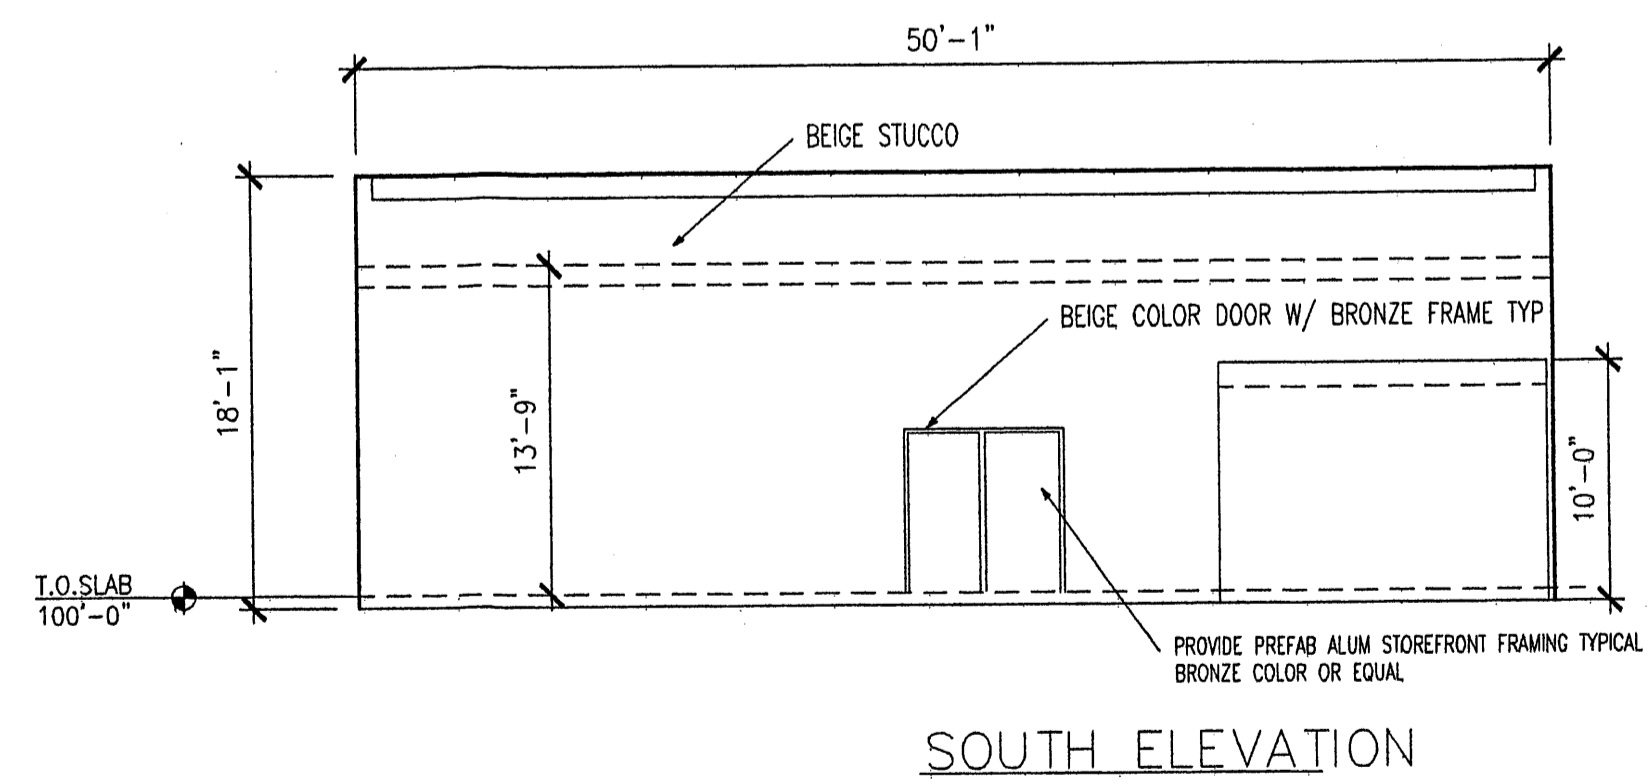 50'-1"
BEIGE STUCCO
BEIGE COLOR DOOR W/ BRONZE FRAME TYP
18'-1"
13'-9"
10'-0"
T.O.SLAB
100'-0"
PROVIDE PREFAB ALUM STOREFRONT FRAMING TYPICAL
BRONZE COLOR OR EQUAL
SOUTH ELEVATION